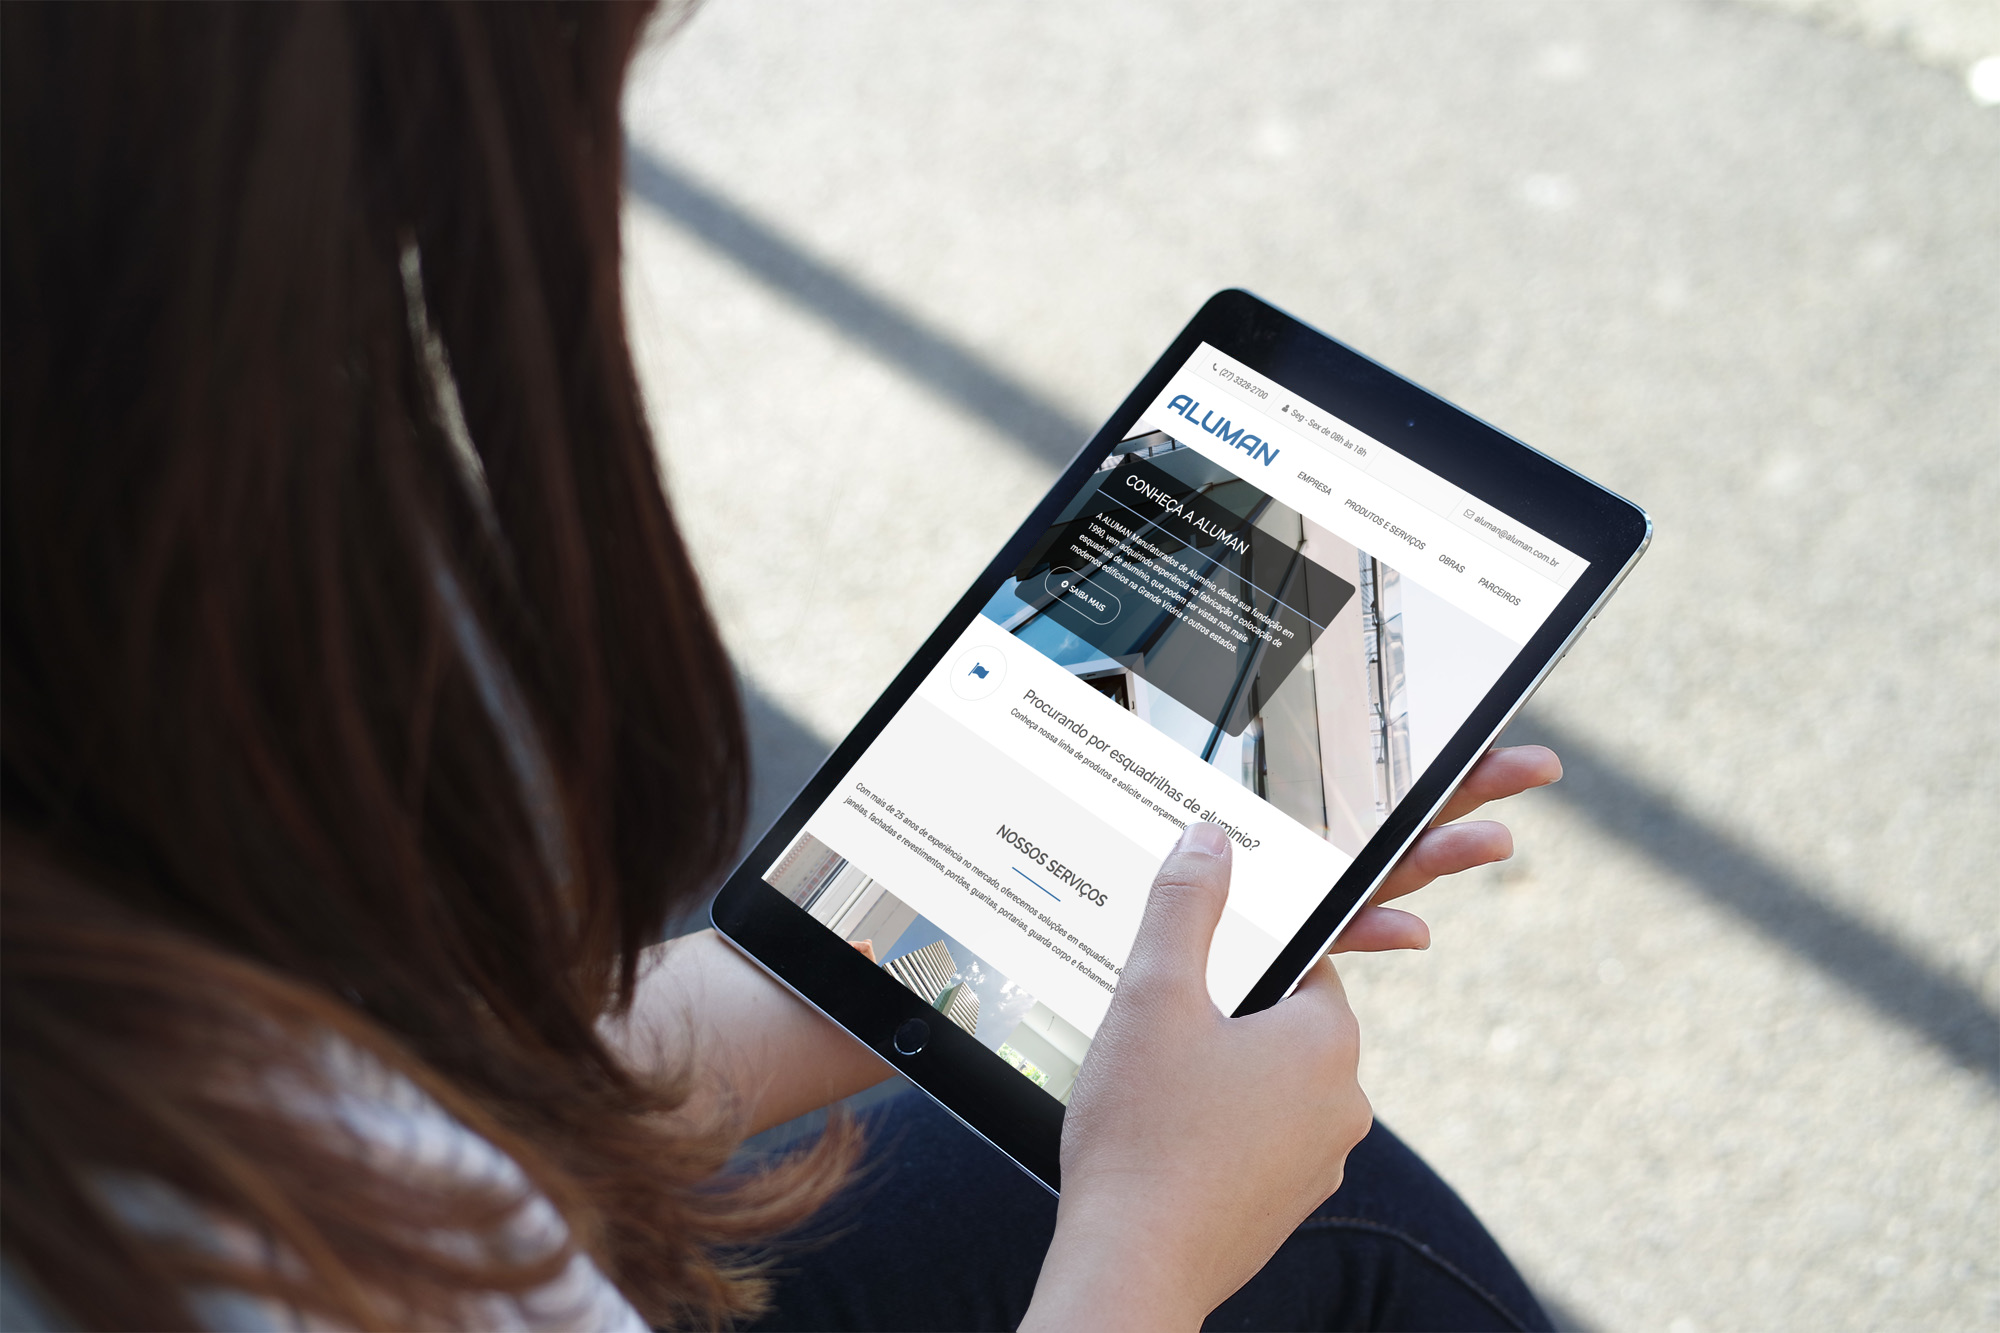 (27) 3328-2700
Seg - Sex de 08h às 18h
aluman@aluman.com.br
ALUMAN
EMPRESA
PRODUTOS E SERVIÇOS
OBRAS
PARCEIROS
CONHEÇA A ALUMAN
A ALUMAN Manufaturados de Alumínio, desde sua fundação em
1990, vem adquirindo experiência na fabricação e colocação de
esquadrias de alumínio, que podem ser vistas nos mais
modernos edifícios na Grande Vitória e outros estados.
SAIBA MAIS
Procurando por esquadrilhas de alumínio?
Conheça nossa linha de produtos e solicite um orçamento
NOSSOS SERVIÇOS
Com mais de 25 anos de experiência no mercado, oferecemos soluções em esquadrias
janelas, fachadas e revestimentos, portões, guaritas, portarias, guarda corpo e fechamento